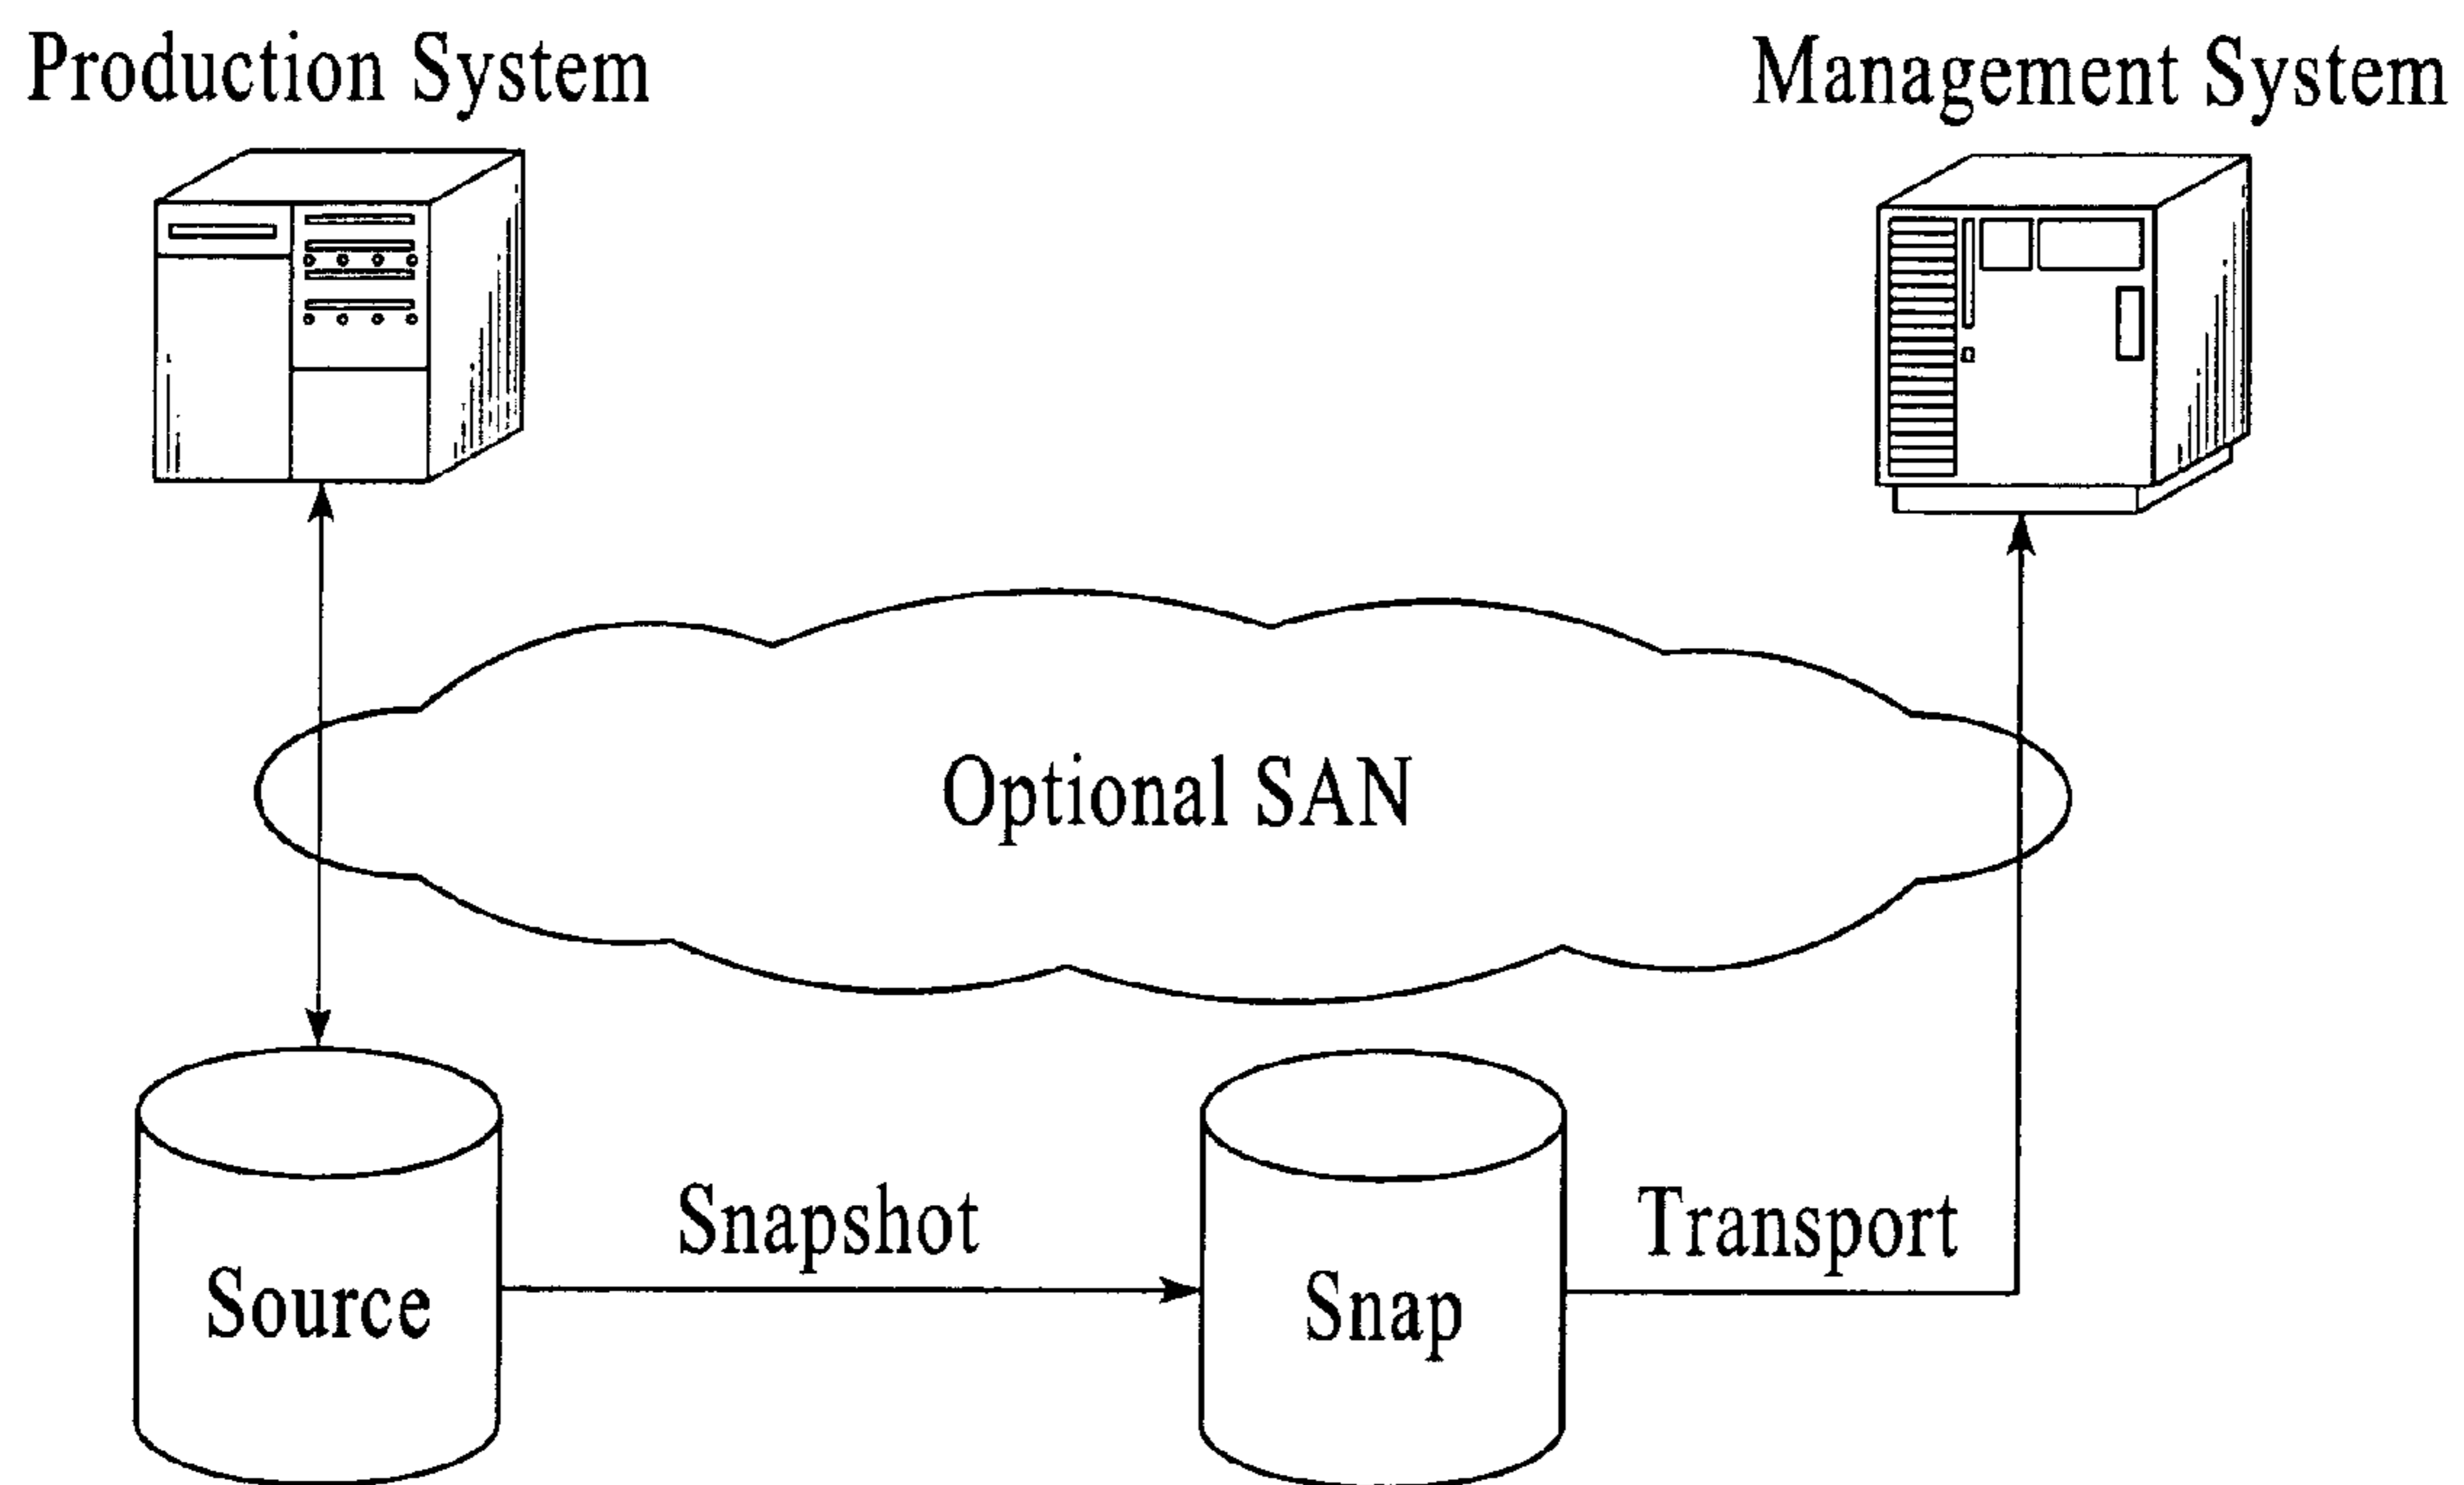 Production System
Management System
Optional SAN
Snapshot
Transport
Source
Snap